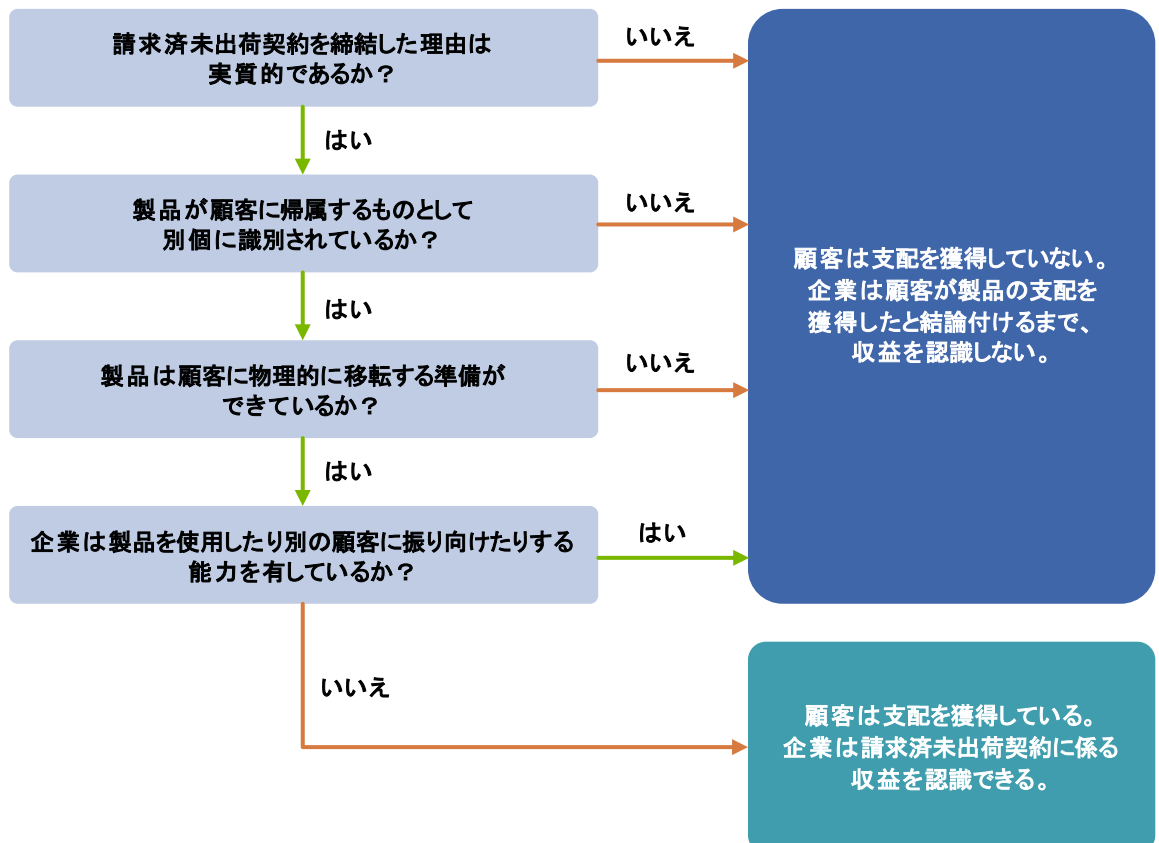 請求済未出荷契約を締結した理由は
実質的であるか？
いいえ
はい
製品が顧客に帰属するものとして
別個に識別されているか？
いいえ
はい
製品は顧客に物理的に移転する準備が
できているか？
いいえ
はい
企業は製品を使用したり別の顧客に振り向けたりする
能力を有しているか？
はい
いいえ
顧客は支配を獲得していない。
企業は顧客が製品の支配を
獲得したと結論付けるまで、
収益を認識しない。
顧客は支配を獲得している。
企業は請求済未出荷契約に係る
収益を認識できる。